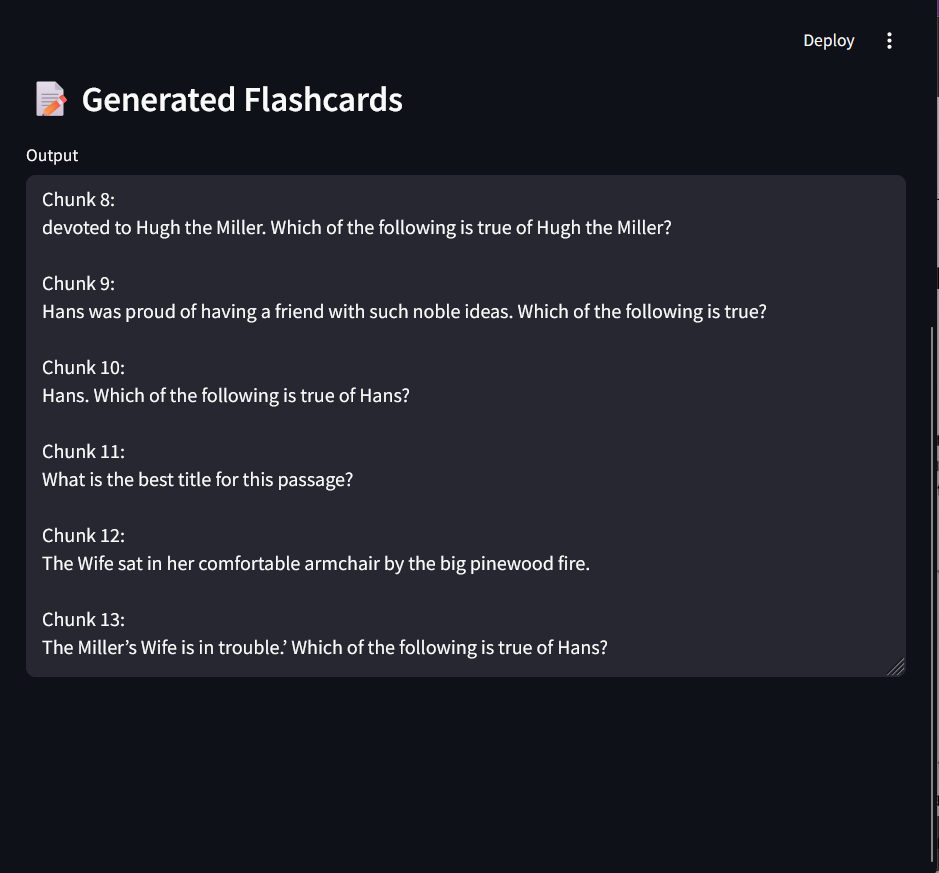 Deploy
Generated Flashcards
Output
Chunk 8:
devoted to Hugh the Miller. Which of the following is true of Hugh the Miller?
Chunk 9:
Hans was proud of having a friend with such noble ideas. Which of the following is true?
Chunk 10:
Hans. Which of the following is true of Hans?
Chunk 11:
What is the best title for this passage?
Chunk 12:
The Wife sat in her comfortable armchair by the big pinewood fire.
Chunk 13:
The Miller’s Wife is in trouble.’ Which of the following is true of Hans?